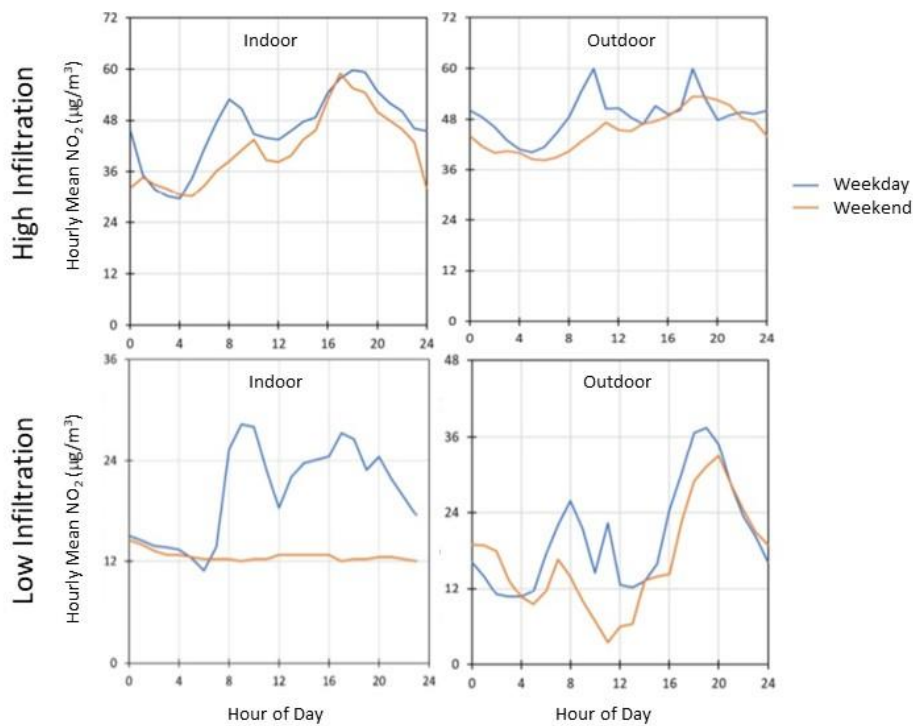 High Infiltration
Hourly Mean NO₂ (µg/m³)
Indoor
72
60
48
36
24
12
0
0 4 8 12 16 20 24
Outdoor
72
60
48
36
24
12
0
0 4 8 12 16 20 24
Weekday
Weekend
Low Infiltration
Hourly Mean NO₂ (µg/m³)
Indoor
36
24
12
0
0 4 8 12 16 20 24
Hour of Day
Outdoor
48
36
24
12
0
0 4 8 12 16 20 24
Hour of Day